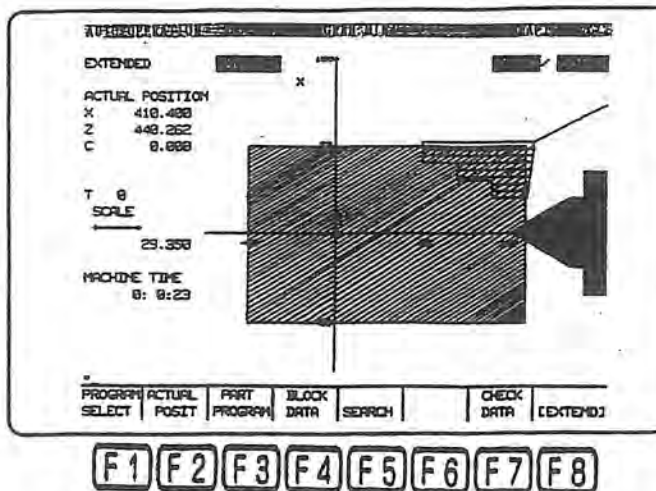 EXTENDED
X
ACTUAL POSITION
X 410.400
Z 440.262
C 0.000
T 0
SCALE
29.350
MACHINE TIME
0: 0:23
PROGRAM SELECT
ACTUAL POSIT
PART PROGRAM
BLOCK DATA
SEARCH
CHECK DATA
[EXTEND]
F1 F2 F3 F4 F5 F6 F7 F8